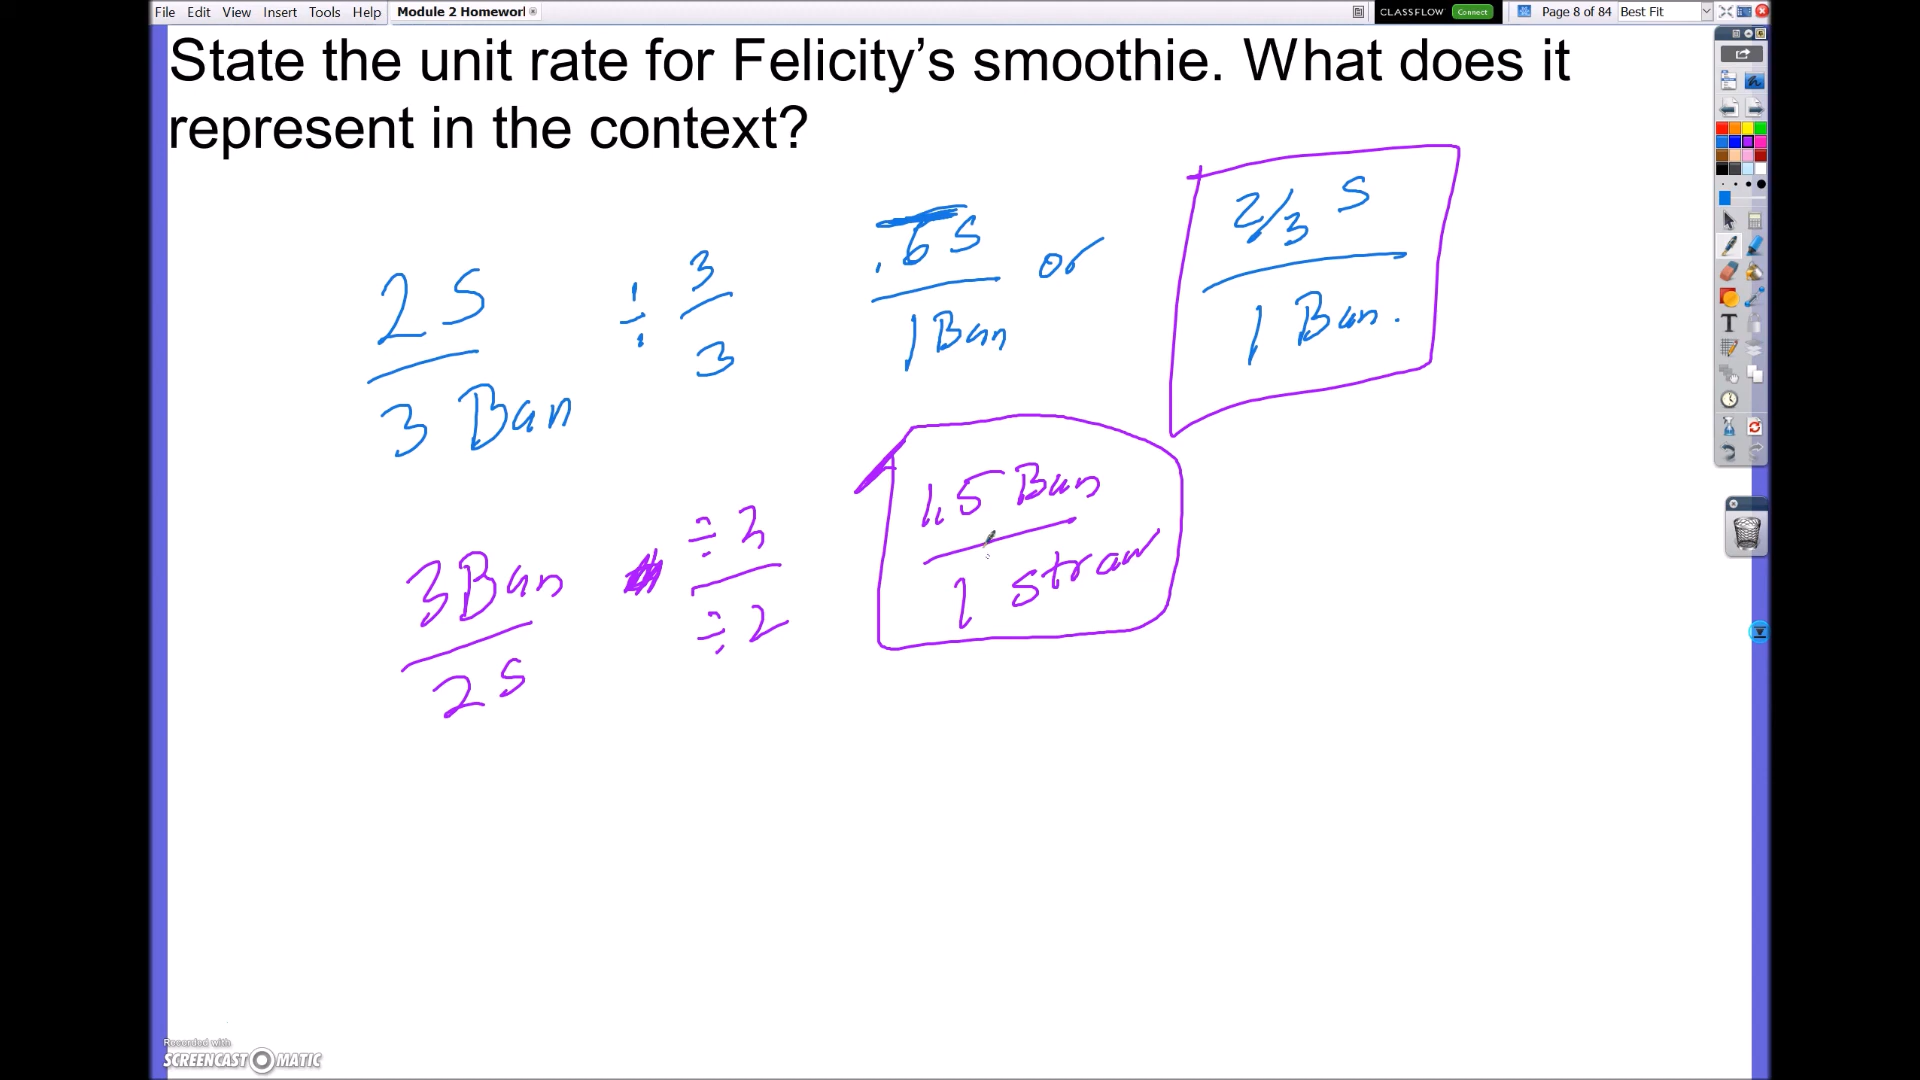 File Edit View Insert Tools Help Module 2 Homeworl
CLASSFLOW Connect Page 8 of 84 Best Fit
State the unit rate for Felicity’s smoothie. What does it
represent in the context?
2 S
3 Ban
÷ 3
3
.6 S
1 Ban
or
2/3 S
1 Ban.
3 Ban
2 S
÷ 3
÷ 2
1.5 Ban
1 straw
T
Recorded with
SCREENCAST MATIC